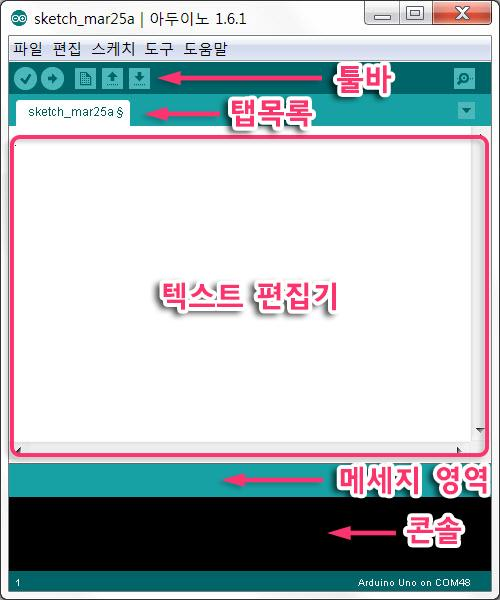 sketch_mar25a | 아두이노 1.6.1
파일 편집 스케치 도구 도움말
툴바
sketch_mar25a §
탭목록
텍스트 편집기
메세지 영역
콘솔
1
Arduino Uno on COM48